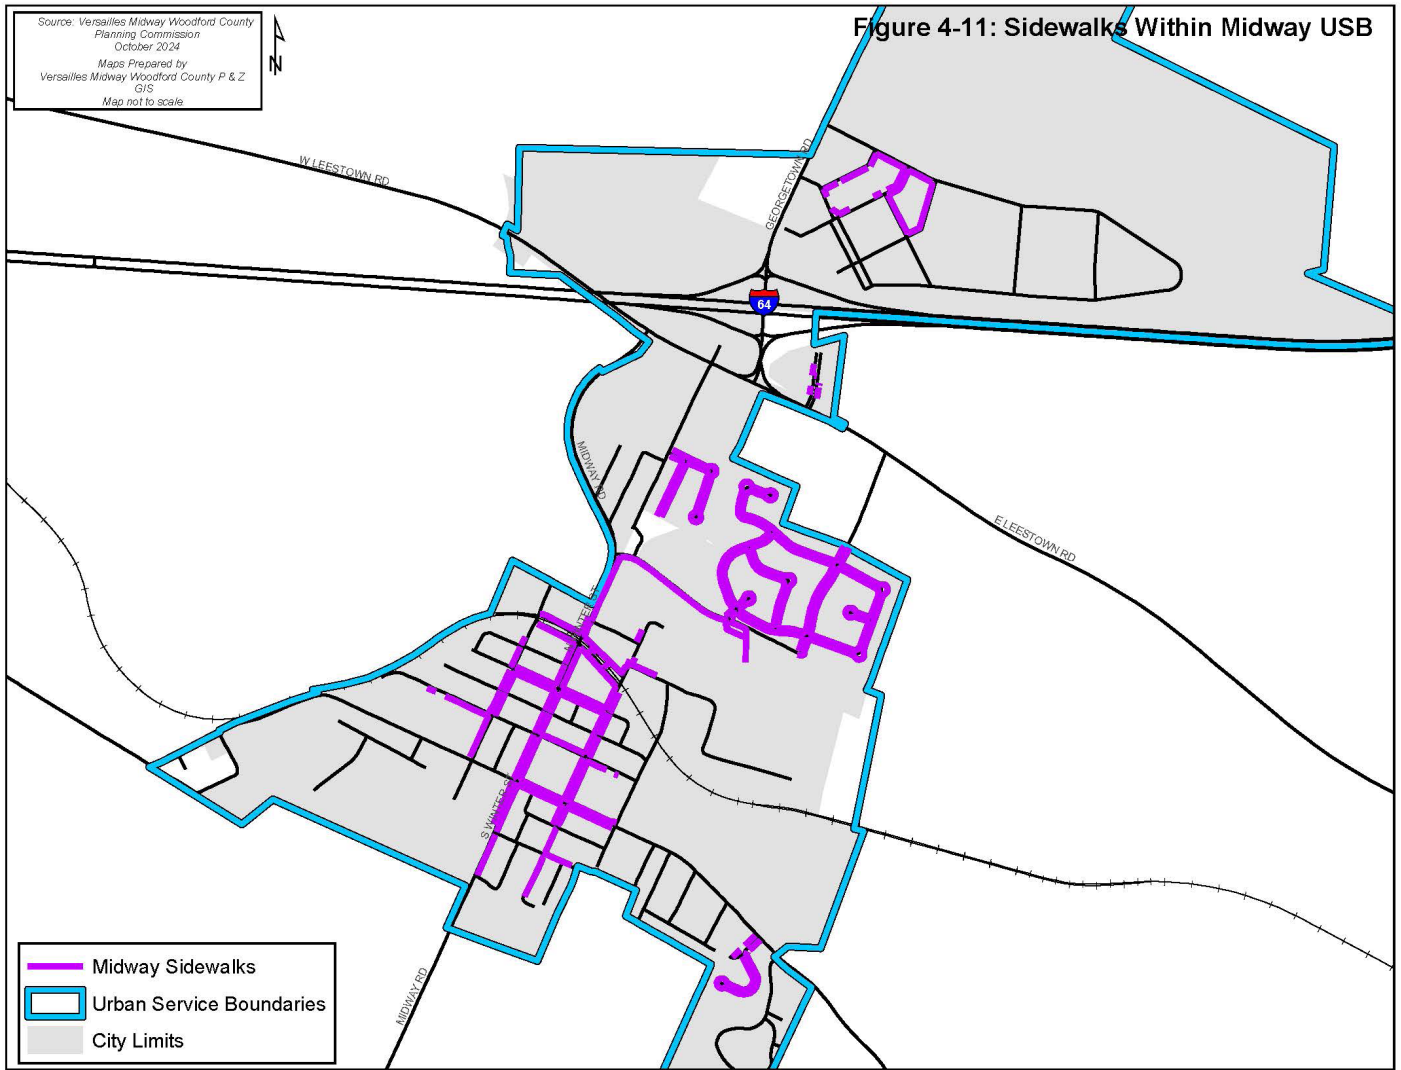 Figure 4-11: Sidewalks Within Midway USB
Source: Versailles Midway Woodford County
Planning Commission
October 2024
Maps Prepared by
Versailles Midway Woodford County P & Z
GIS
Map not to scale
N
W LEESTOWN RD
GEORGETOWN RD
64
MIDWAY RD
E LEESTOWN RD
N WINTER ST
S WINTER ST
MIDWAY RD
Midway Sidewalks
Urban Service Boundaries
City Limits